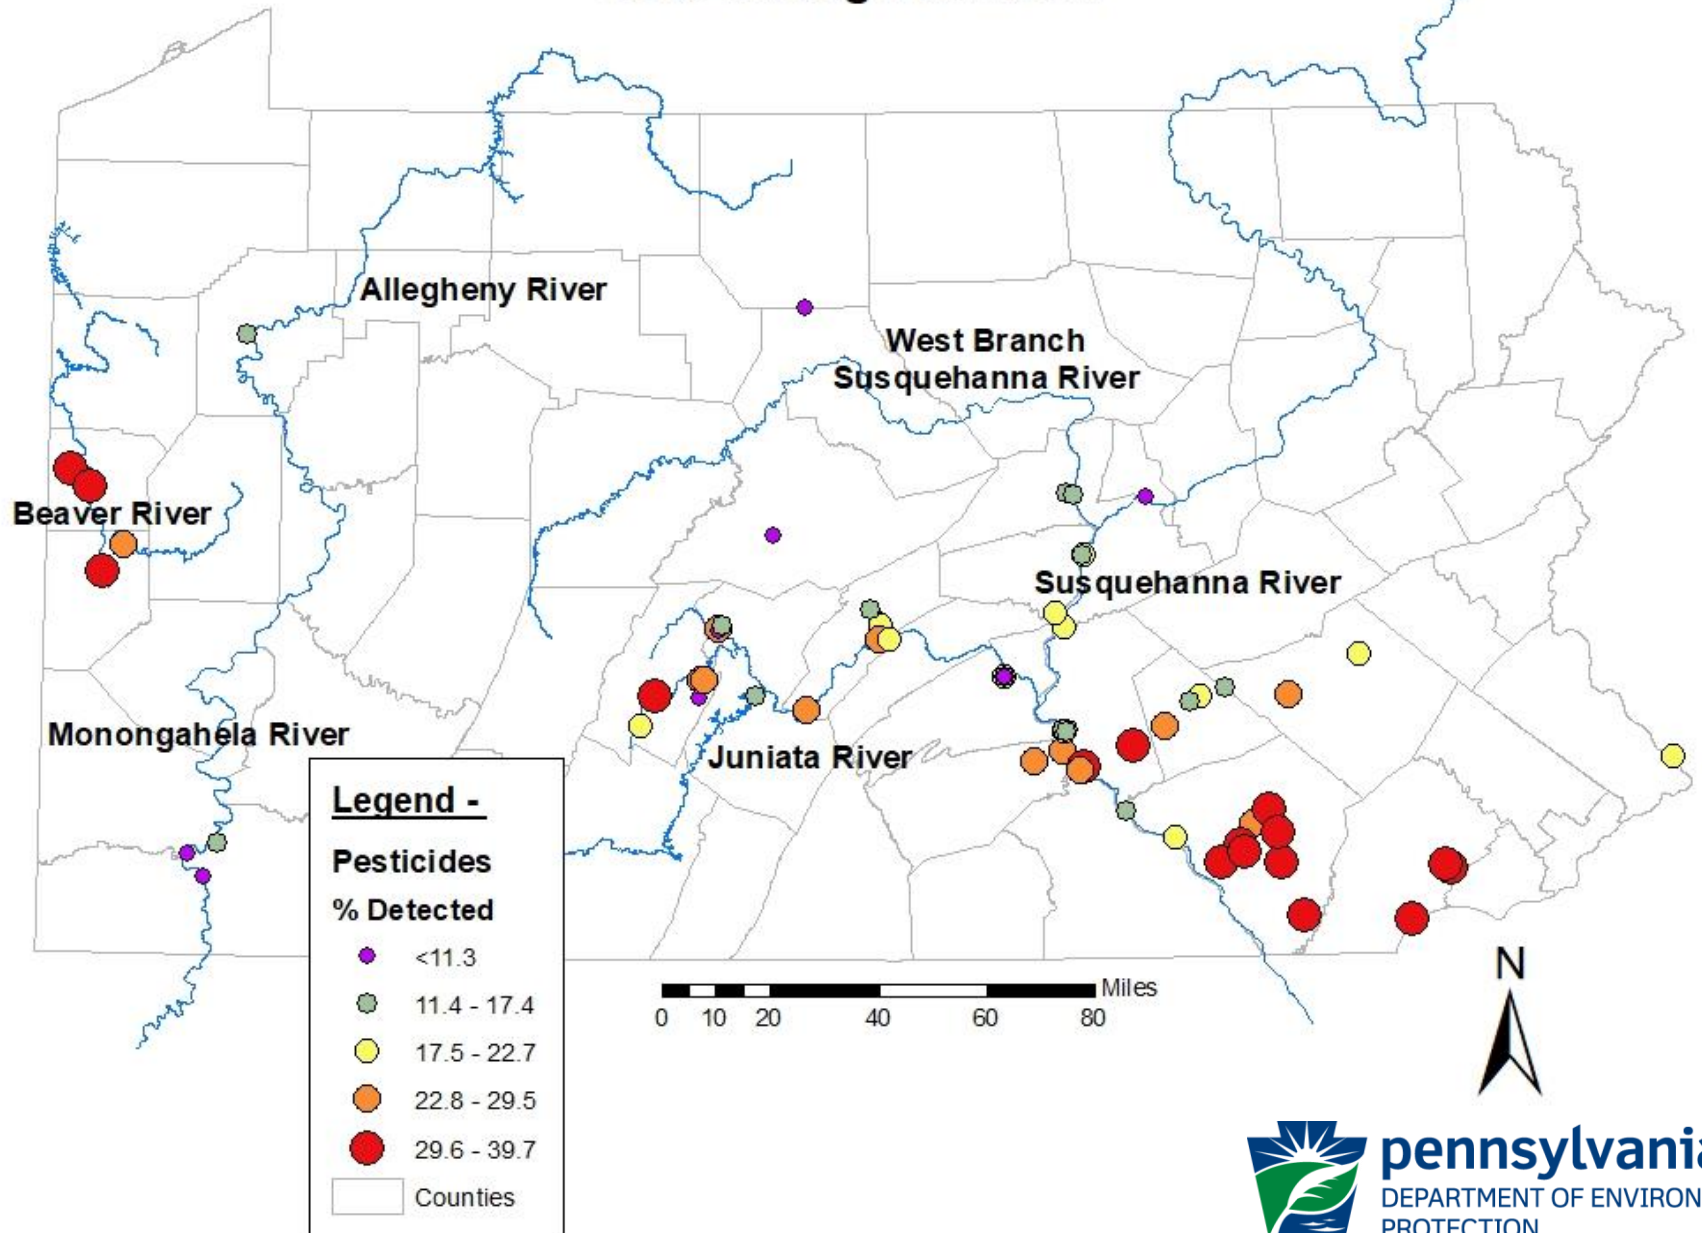 Allegheny River
West Branch
Susquehanna River
Beaver River
Susquehanna River
Monongahela River
Juniata River
Legend -
Pesticides
% Detected
<11.3
11.4 - 17.4
17.5 - 22.7
22.8 - 29.5
29.6 - 39.7
Counties
Miles
0 10 20 40 60 80
N
pennsylvania
DEPARTMENT OF ENVIRON
PROTECTION